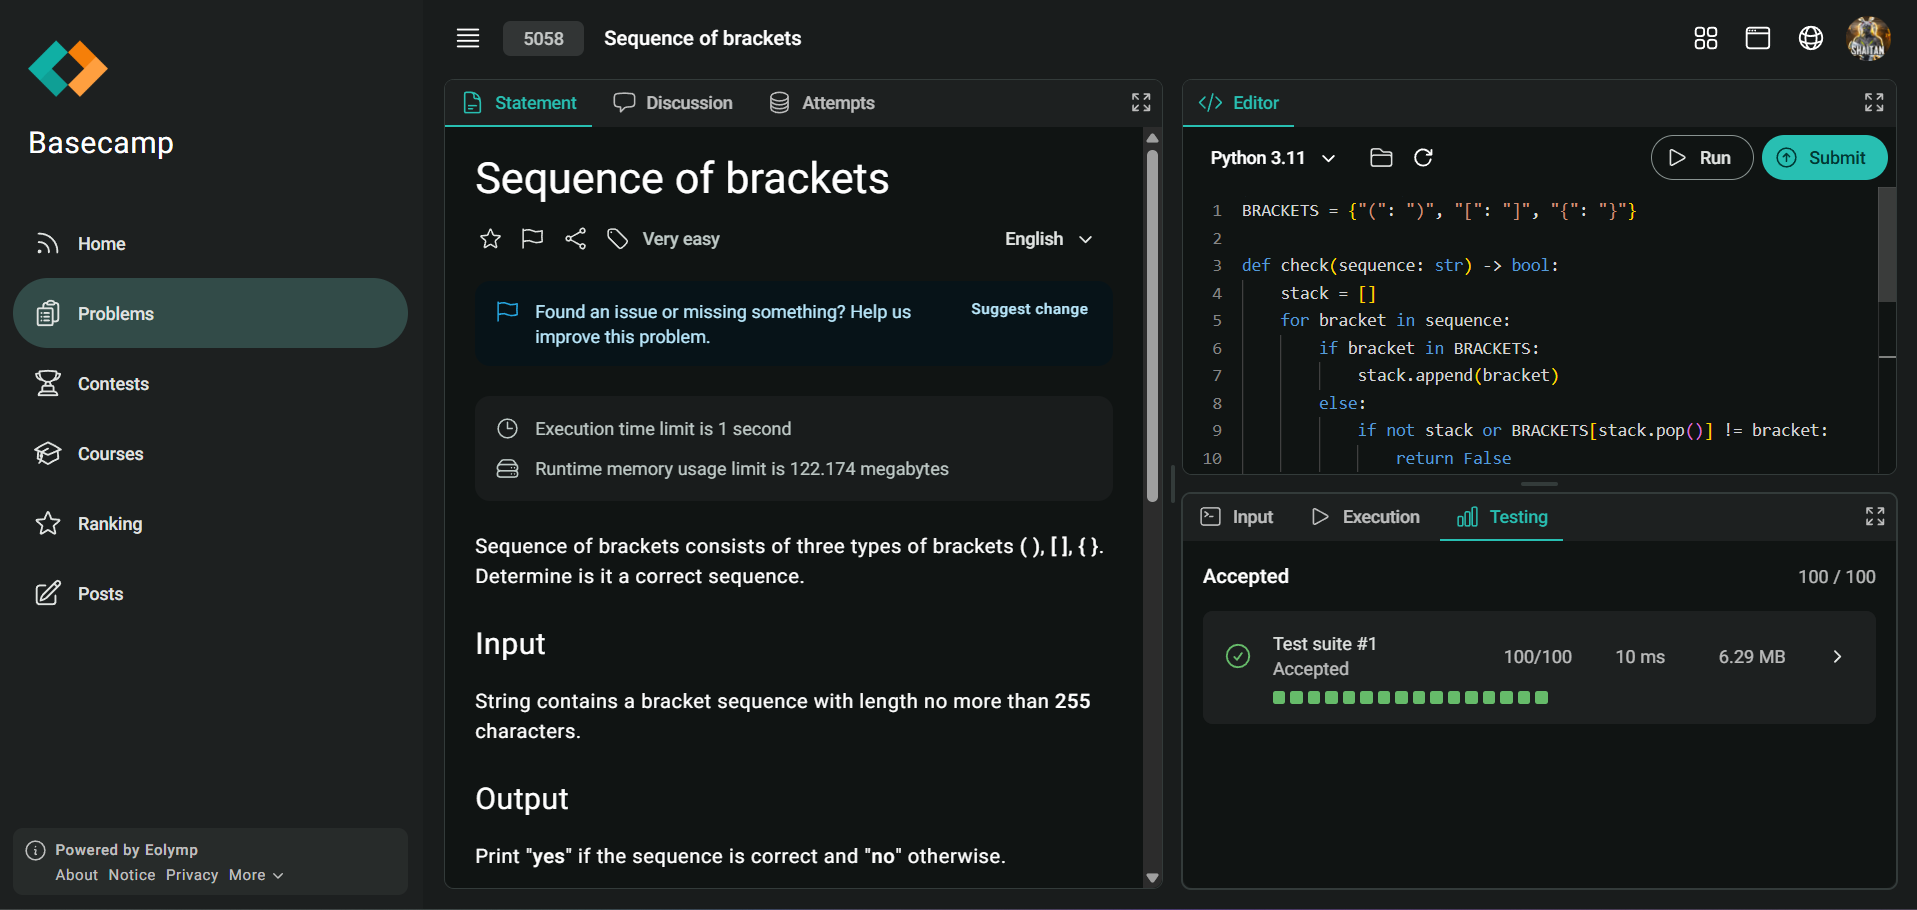 Basecamp
Home
Problems
Contests
Courses
Ranking
Posts
Powered by Eolymp
About Notice Privacy More
5058 Sequence of brackets
SHAITAN
Statement Discussion Attempts
Sequence of brackets
Very easy English
Found an issue or missing something? Help us
improve this problem.
Suggest change
Execution time limit is 1 second
Runtime memory usage limit is 122.174 megabytes
Sequence of brackets consists of three types of brackets ( ), [ ], { }.
Determine is it a correct sequence.
Input
String contains a bracket sequence with length no more than 255
characters.
Output
Print "yes" if the sequence is correct and "no" otherwise.
Editor
Python 3.11 Run Submit
1 BRACKETS = {"(": ")", "[": "]", "{": "}"}
2
3 def check(sequence: str) -> bool:
4 stack = []
5 for bracket in sequence:
6 if bracket in BRACKETS:
7 stack.append(bracket)
8 else:
9 if not stack or BRACKETS[stack.pop()] != bracket:
10 return False
Input Execution Testing
Accepted 100 / 100
Test suite #1
Accepted
100/100 10 ms 6.29 MB